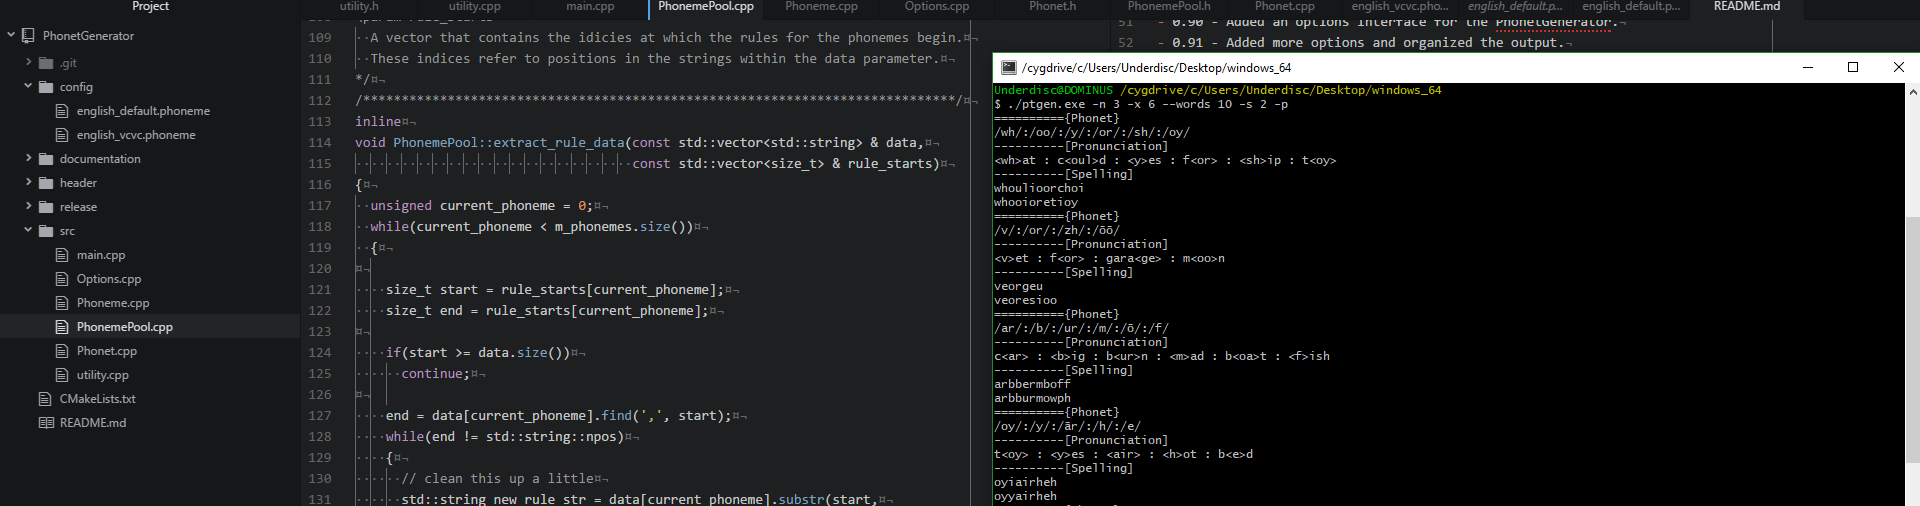 Project
PhonetGenerator
.git
config
english_default.phoneme
english_vcvc.phoneme
documentation
header
release
src
main.cpp
Options.cpp
Phoneme.cpp
PhonemePool.cpp
Phonet.cpp
utility.cpp
CMakeLists.txt
README.md
utility.h utility.cpp main.cpp PhonemePool.cpp Phoneme.cpp Options.cpp Phonet.h PhonemePool.h Phonet.cpp english_vcvc.pho... english_default.p... english_default.p... README.md
109 A vector that contains the idicies at which the rules for the phonemes begin.
110 These indices refer to positions in the strings within the data parameter.
111 */
112 /*****************************************************************************/
113 inline
114 void PhonemePool::extract_rule_data(const std::vector<std::string> & data,
115 const std::vector<size_t> & rule_starts)
116 {
117 unsigned current_phoneme = 0;
118 while(current_phoneme < m_phonemes.size())
119 {
120
121 size_t start = rule_starts[current_phoneme];
122 size_t end = rule_starts[current_phoneme];
123
124 if(start >= data.size())
125 continue;
126
127 end = data[current_phoneme].find(',', start);
128 while(end != std::string::npos)
129 {
130 // clean this up a little
131 std::string new_rule_str = data[current_phoneme].substr(start,
51 - 0.90 - Added an options interface for the PhonetGenerator.
52 - 0.91 - Added more options and organized the output.
/cygdrive/c/Users/Underdisc/Desktop/windows_64
Underdisc@DOMINUS /cygdrive/c/Users/Underdisc/Desktop/windows_64
$ ./ptgen.exe -n 3 -x 6 --words 10 -s 2 -p
==========[Phonet}
/wh/:/oo/:/y/:/or/:/sh/:/oy/
----------[Pronunciation]
<wh>at : c<oul>d : <y>es : f<or> : <sh>ip : t<oy>
----------[Spelling]
whoulioorchoi
whooioretioy
==========[Phonet}
/v/:/or/:/zh/:/ōō/
----------[Pronunciation]
<v>et : f<or> : gara<ge> : m<oo>n
----------[Spelling]
veorgeu
veoresioo
==========[Phonet}
/ar/:/b/:/ur/:/m/:/ō/:/f/
----------[Pronunciation]
c<ar> : <b>ig : b<ur>n : <m>ad : b<oa>t : <f>ish
----------[Spelling]
arbbermboff
arbburmowph
==========[Phonet}
/oy/:/y/:/ār/:/h/:/e/
----------[Pronunciation]
t<oy> : <y>es : <air> : <h>ot : b<e>d
----------[Spelling]
oyiairheh
oyyairheh